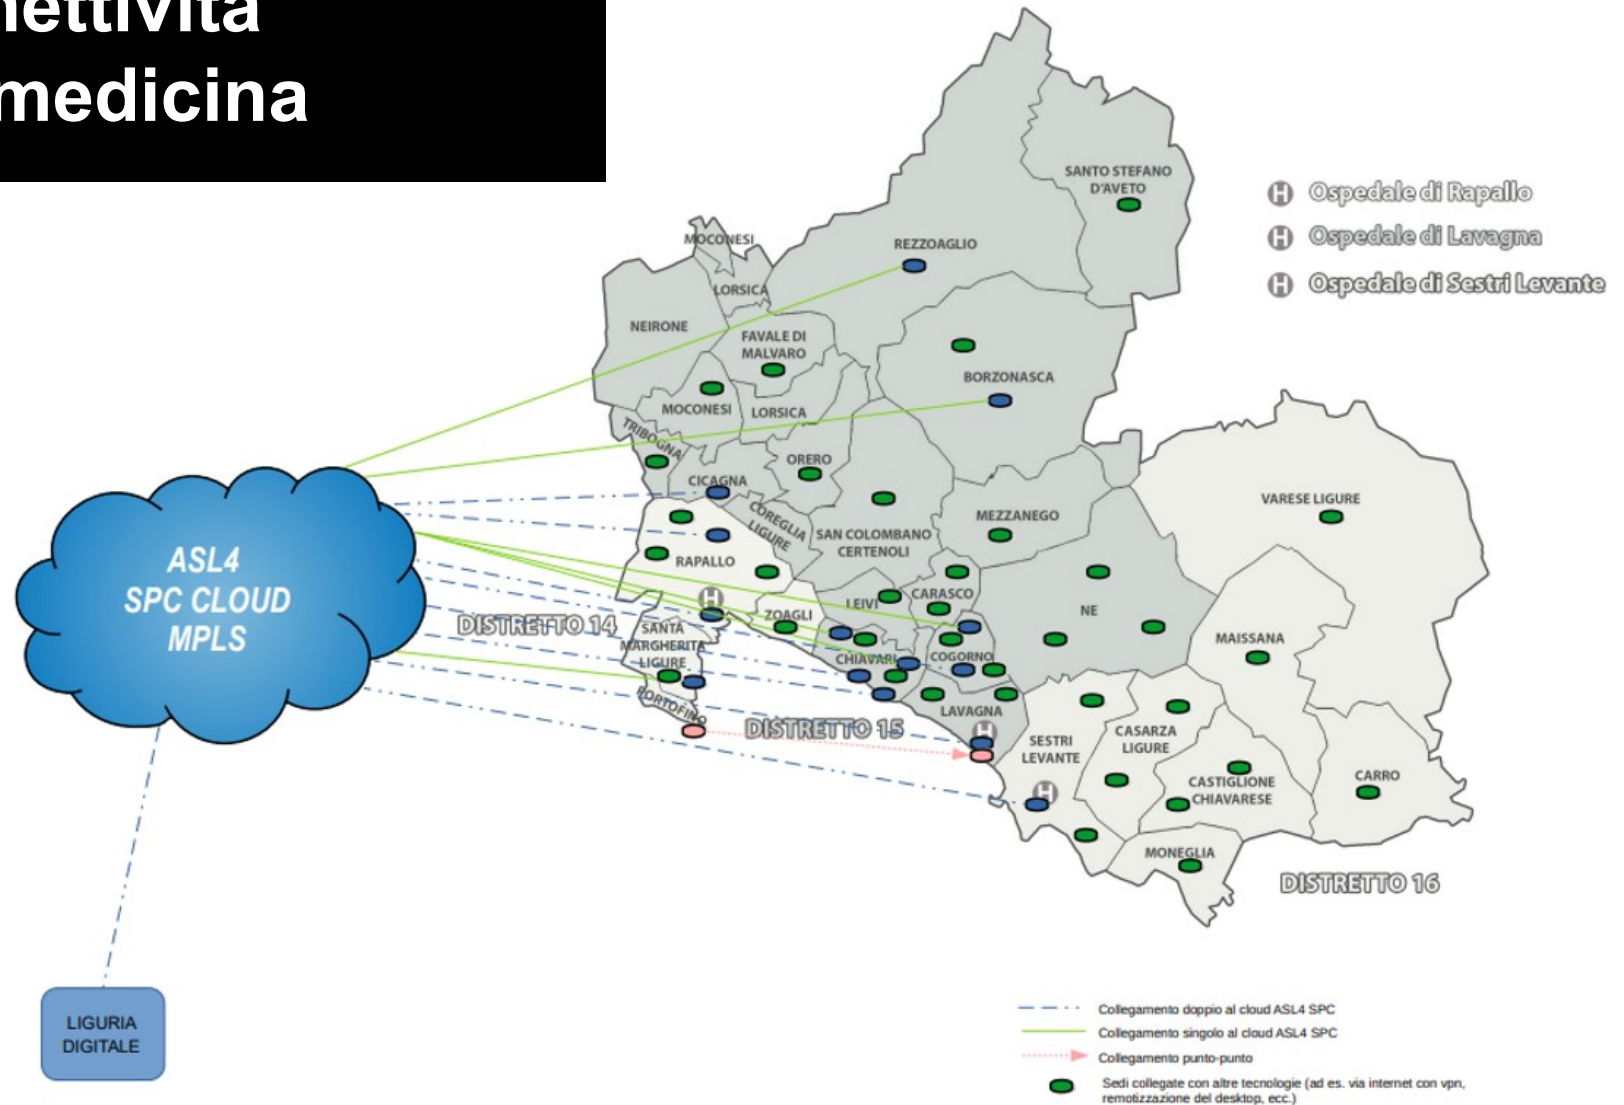 nettività
medicina
SANTO STEFANO
D'AVETO
H Ospedale di Rapallo
H Ospedale di Lavagna
H Ospedale di Sestri Levante
MOCONESI
REZZOAGLIO
LORSICA
NEIRONE
FAVALE DI
MALVARO
BORZONASCA
MOCONESI
LORSICA
TRIBOGNA
ORERO
CICAGNA
VARESE LIGURE
COREGLIA
LIGURE
MEZZANEGO
SAN COLOMBANO
CERTENOLI
RAPALLO
ASL4
SPC CLOUD
MPLS
H
LEIVI
CARASCO
NE
ZOAGLI
DISTRETTO 14
SANTA
MARGHERITA
LIGURE
MAISSANA
CHIAVARI
COGORNO
PORTOFINO
LAVAGNA
DISTRETTO 15
H
SESTRI
LEVANTE
CASARZA
LIGURE
CASTIGLIONE
CHIAVARESE
CARRO
H
MONEGLIA
DISTRETTO 16
LIGURIA
DIGITALE
Collegamento doppio al cloud ASL4 SPC
Collegamento singolo al cloud ASL4 SPC
Collegamento punto-punto
Sedi collegate con altre tecnologie (ad es. via internet con vpn,
remotizzazione del desktop, ecc.)